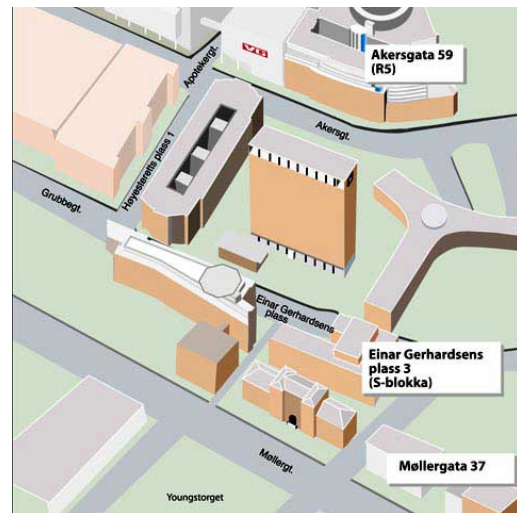 VG
Akersgata 59
(R5)
Apotekergt.
Akersgt.
Høyesteretts plass 1
Grubbegt.
Einar Gerhardsens
plass
Einar Gerhardsens
plass 3
(S-blokka)
Møllergt.
Møllergata 37
Youngstorget